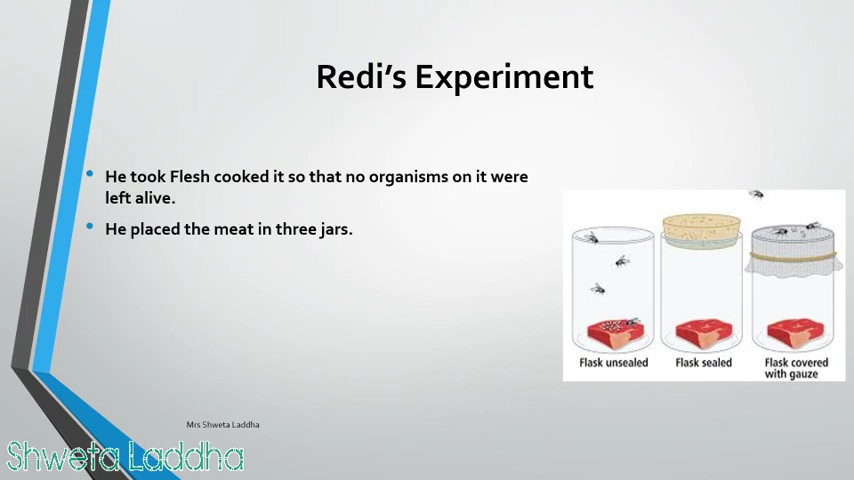 Redi's Experiment
He took Flesh cooked it so that no organisms on it were
left alive.
He placed the meat in three jars.
Flask unsealed
Flask sealed
Flask covered
with gauze
Mrs Shweta Laddha
Shweta Laddha